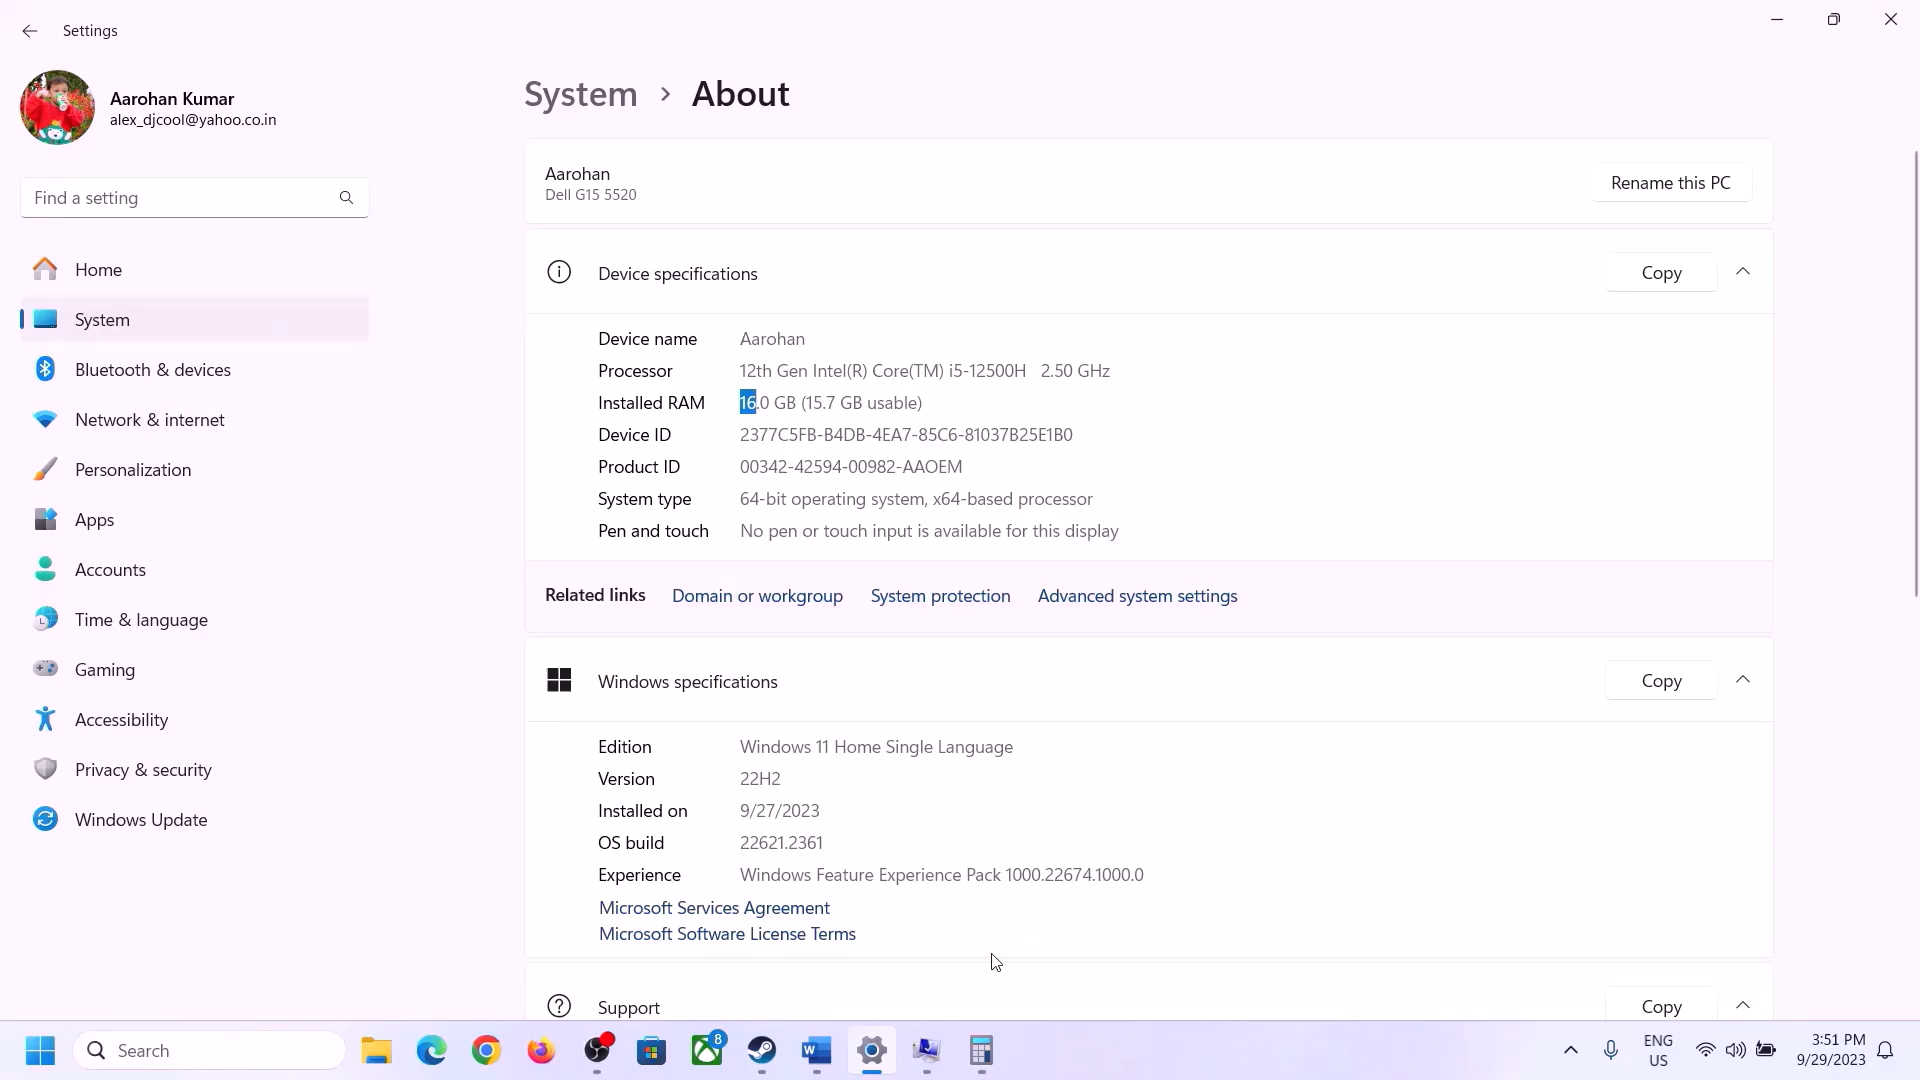 Settings
Aarohan Kumar
alex_djcool@yahoo.co.in
Find a setting
Home
System
Bluetooth & devices
Network & internet
Personalization
Apps
Accounts
Time & language
Gaming
Accessibility
Privacy & security
Windows Update
System > About
Aarohan
Dell G15 5520
Rename this PC
Device specifications
Copy
Device name Aarohan
Processor 12th Gen Intel(R) Core(TM) i5-12500H 2.50 GHz
Installed RAM 16.0 GB (15.7 GB usable)
Device ID 2377C5FB-B4DB-4EA7-85C6-81037B25E1B0
Product ID 00342-42594-00982-AAOEM
System type 64-bit operating system, x64-based processor
Pen and touch No pen or touch input is available for this display
Related links Domain or workgroup System protection Advanced system settings
Windows specifications
Copy
Edition Windows 11 Home Single Language
Version 22H2
Installed on 9/27/2023
OS build 22621.2361
Experience Windows Feature Experience Pack 1000.22674.1000.0
Microsoft Services Agreement
Microsoft Software License Terms
Support
Copy
Search
8
W
ENG
US
3:51 PM
9/29/2023